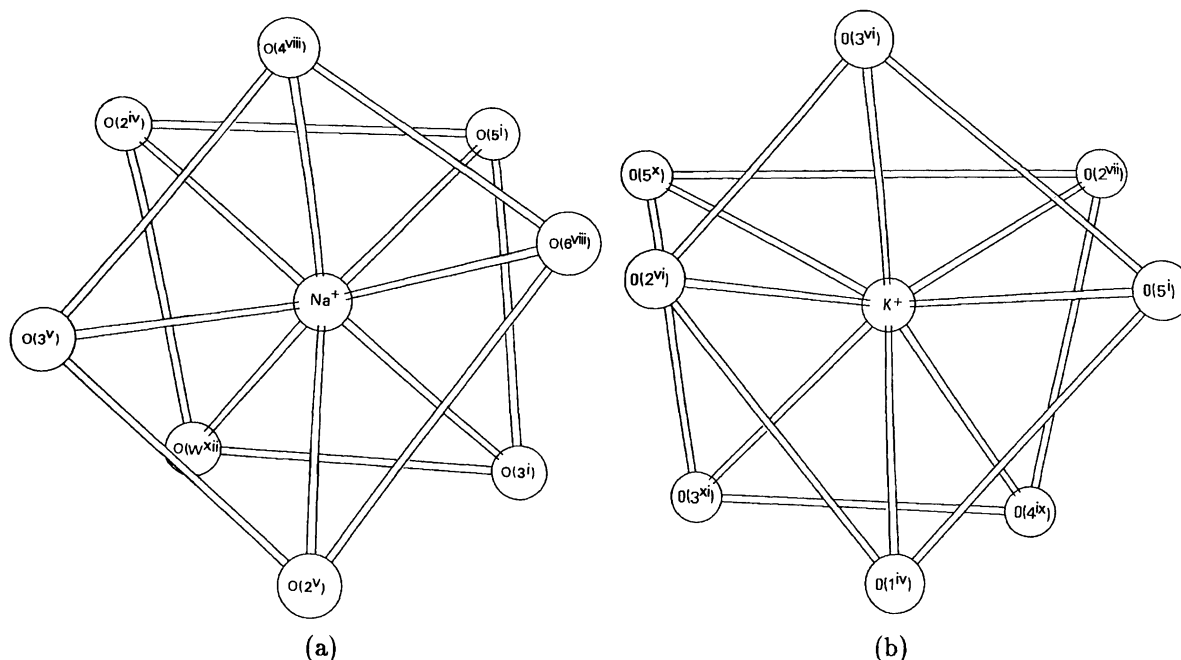 O(4viii)
O(2iv)
O(5i)
O(6viii)
Na+
O(3v)
O(Wxii)
O(3i)
O(2v)
(a)
O(3vi)
O(5x)
O(2vii)
O(2vi)
K+
O(5i)
O(3xi)
O(4ix)
O(1iv)
(b)